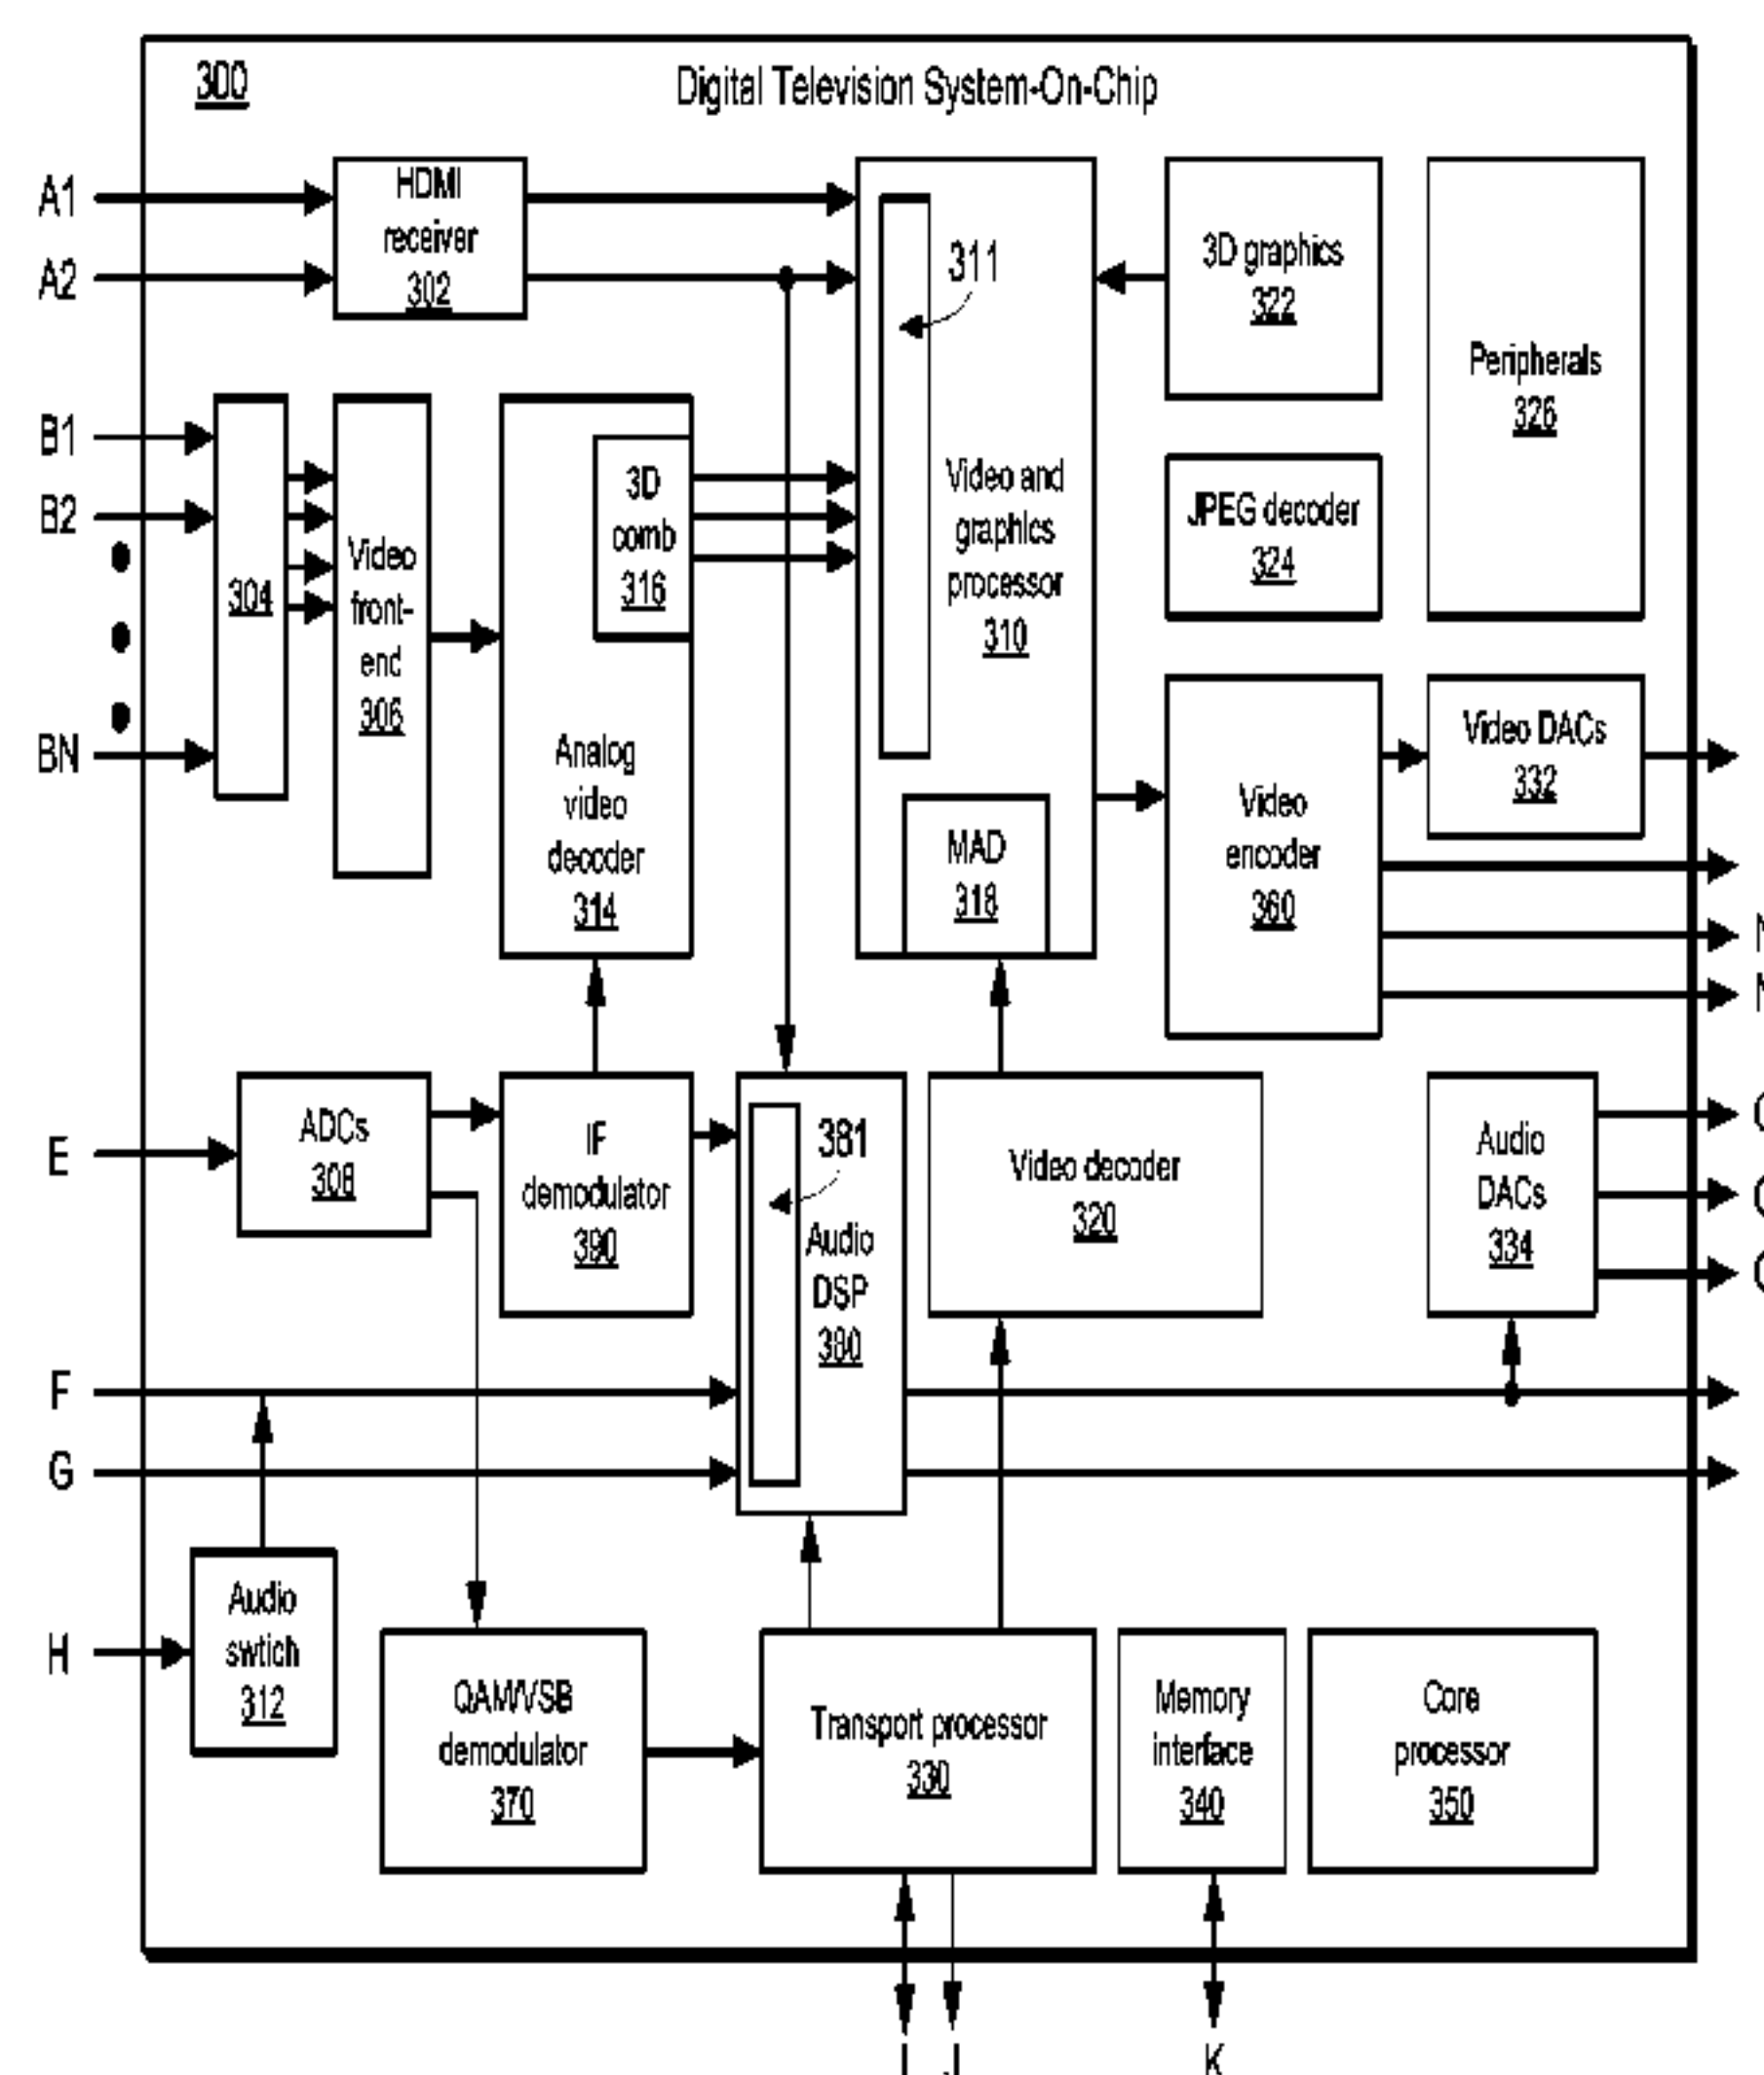 300
Digital Television System-On-Chip
A1
A2
HDMI
receiver
302
311
3D graphics
322
Peripherals
326
B1
B2
BN
304
Video
front-
end
306
3D
comb
316
Analog
video
decoder
314
Video and
graphics
processor
310
MAD
318
JPEG decoder
324
Video
encoder
360
Video DACs
332
E
ADCs
308
IF
demodulator
390
381
Audio
DSP
380
Video decoder
320
Audio
DACs
334
F
G
H
Audio
swtich
312
QAM/VSB
demodulator
370
Transport processor
330
Memory
interface
340
Core
processor
350
I
J
K